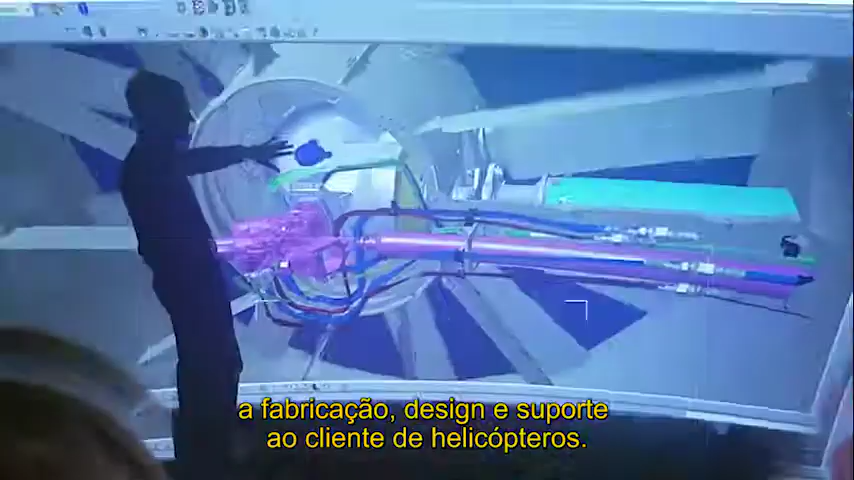 a fabricação, design e suporte
ao cliente de helicópteros.